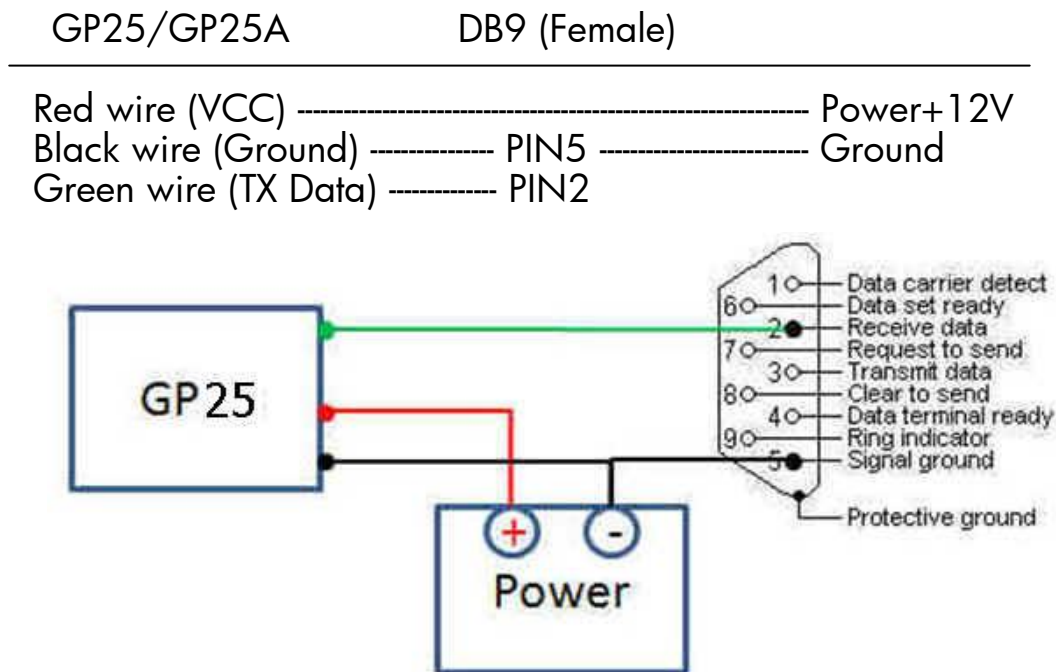 GP25/GP25A DB9 (Female)
Red wire (VCC) ---------------------------------------------------------- Power+12V
Black wire (Ground) ---------------- PIN5 ------------------------ Ground
Green wire (TX Data) -------------- PIN2
1 Data carrier detect
6 Data set ready
2 Receive data
7 Request to send
3 Transmit data
8 Clear to send
4 Data terminal ready
9 Ring indicator
5 Signal ground
Protective ground
GP25
+ -
Power